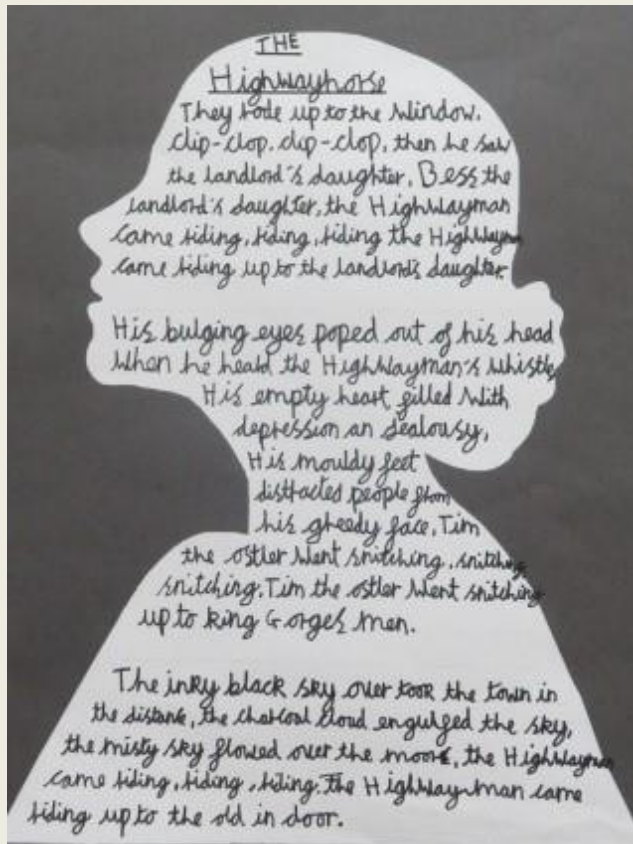 THE
Highwayhorse
They rode up to the window.
clip-clop. clip-clop, then he saw
the landlord's daughter, Bess the
landlord's daughter, the Highwayman
came riding, riding, riding the Highwayman
came riding up to the landlord's daughter.
His bulging eyes poped out of his head
when he heard the Highwayman's whistle,
His empty heart filled with
depression an jealousy,
His mouldy feet
distractes people from
his greedy face, Tim
the ostler went snitching, snitching
snitching. Tim the ostler went snitching
up to king Gorges men.
The inky black sky over took the town in
the distance, the charcoal cloud engulfed the sky,
the misty sky flowed over the moors, the Highwayman
came riding, riding, riding. The Highwayman came
riding up to the old in door.